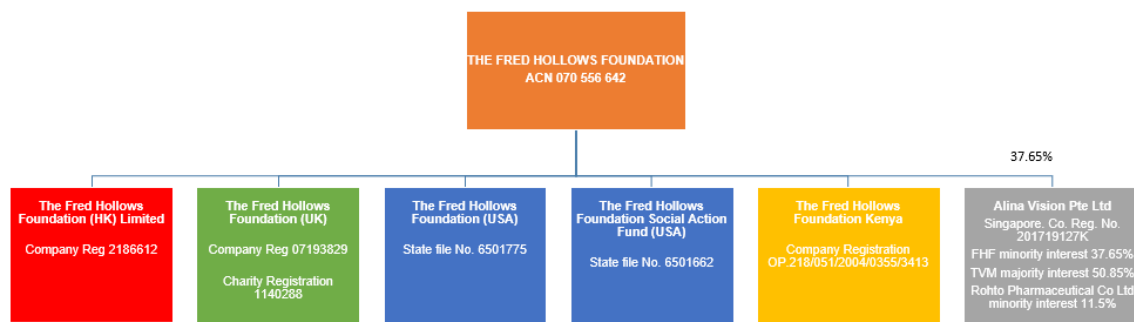 THE FRED HOLLOWS FOUNDATION
ACN 070 556 642
37.65%
The Fred Hollows
Foundation (HK) Limited
Company Reg 2186612
The Fred Hollows
Foundation (UK)
Company Reg 07193829
Charity Registration
1140288
The Fred Hollows
Foundation (USA)
State file No. 6501775
The Fred Hollows
Foundation Social Action
Fund (USA)
State file No. 6501662
The Fred Hollows
Foundation Kenya
Company Registration
OP.218/051/2004/0355/3413
Alina Vision Pte Ltd
Singapore. Co. Reg. No.
201719127K
FHF minority interest 37.65%
TVM majority interest 50.85%
Rohto Pharmaceutical Co Ltd
minority interest 11.5%